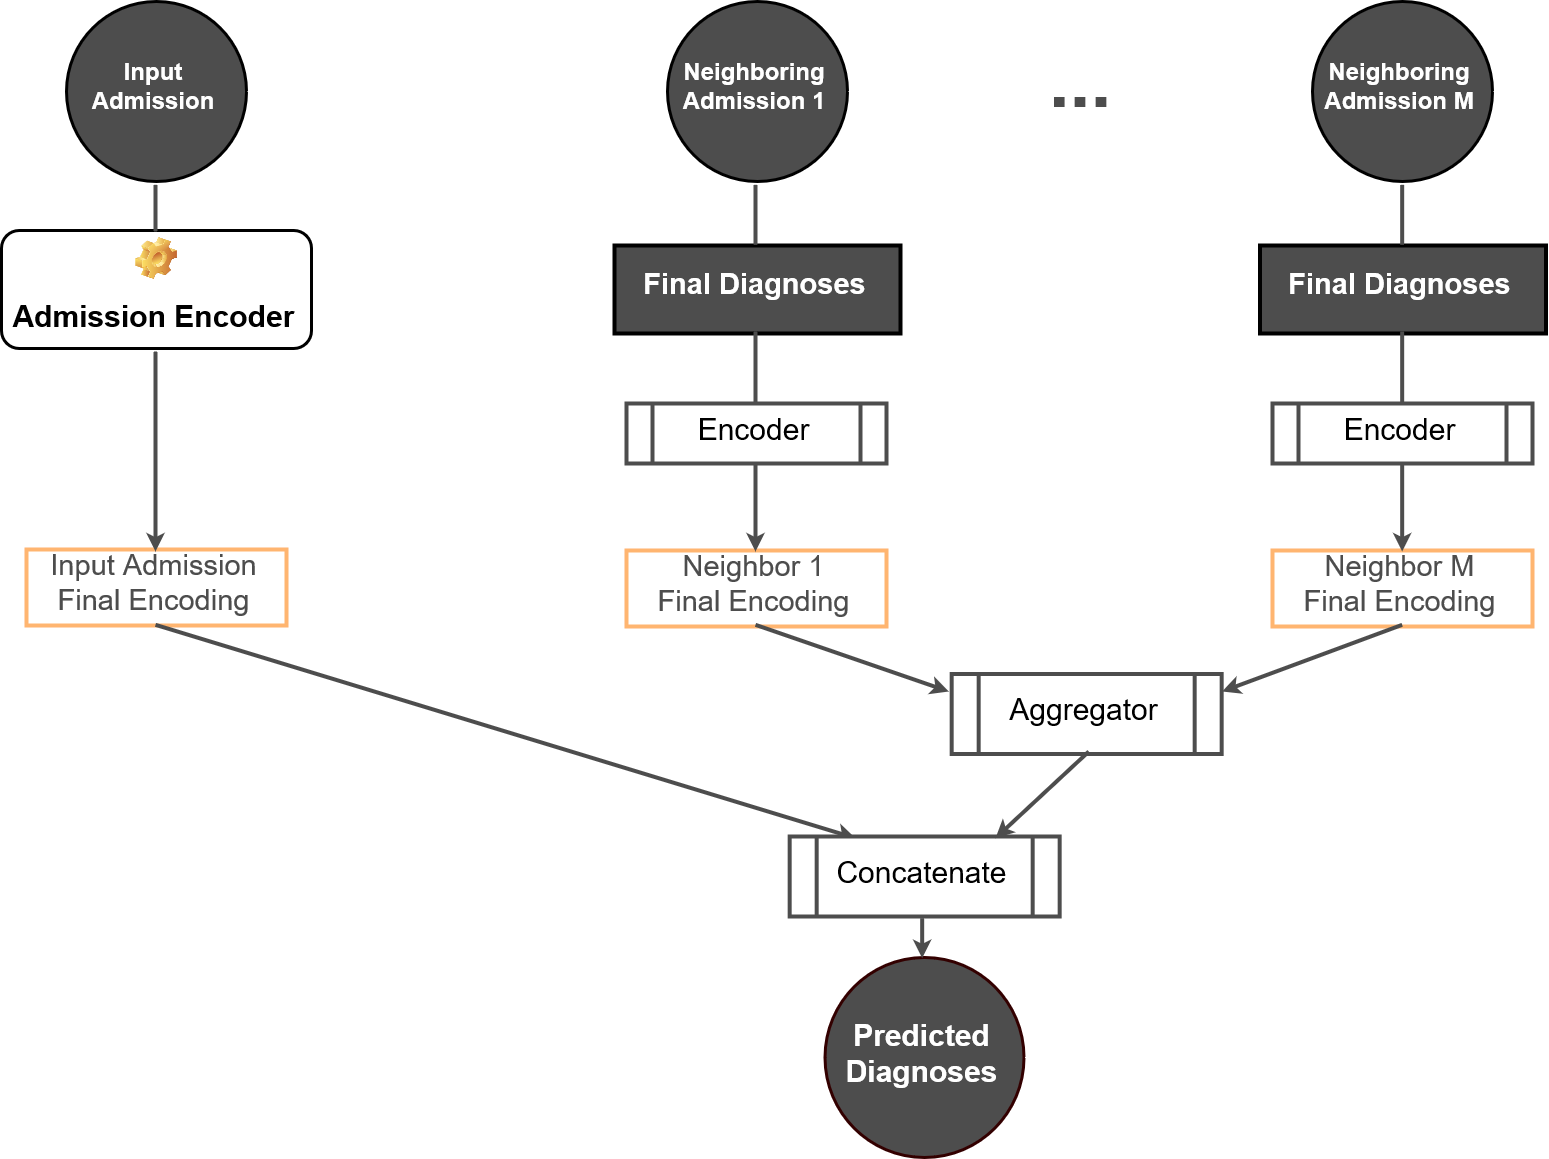 Input
Admission
Neighboring
Admission 1
...
Neighboring
Admission M
Admission Encoder
Final Diagnoses
Final Diagnoses
Encoder
Encoder
Input Admission
Final Encoding
Neighbor 1
Final Encoding
Neighbor M
Final Encoding
Aggregator
Concatenate
Predicted
Diagnoses